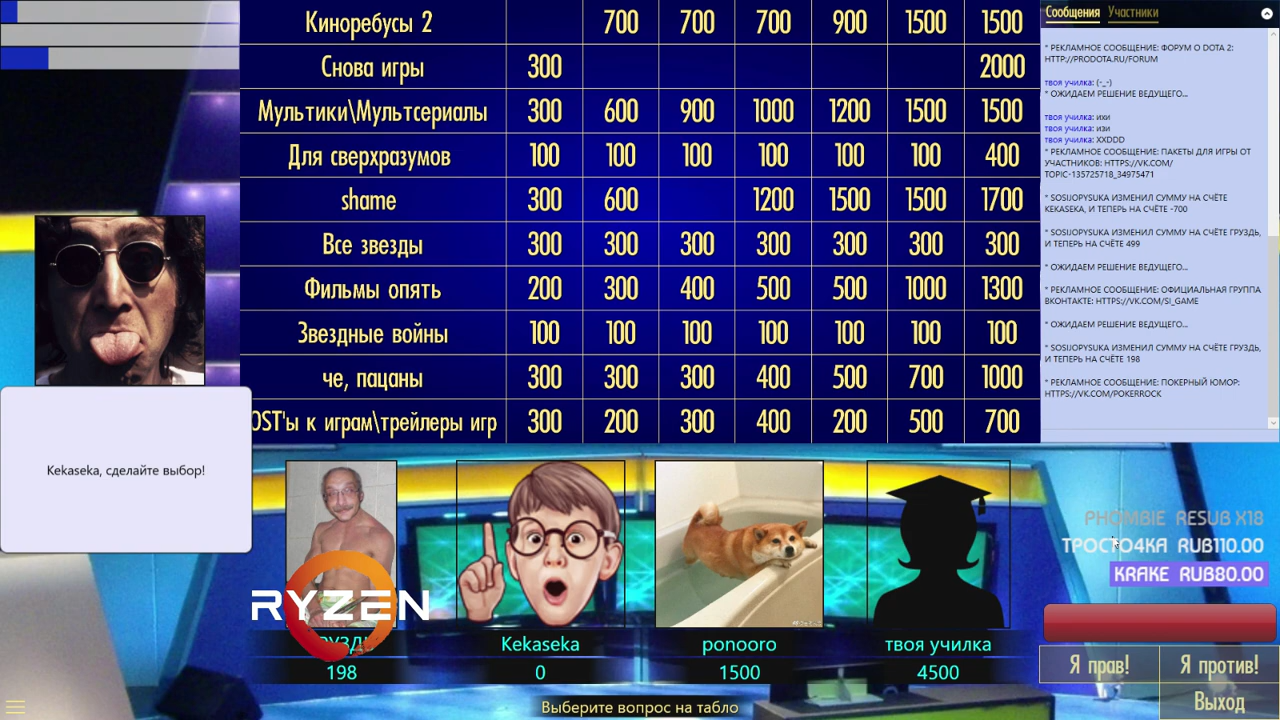 Киноребусы 2 700 700 700 900 1500 1500
Снова игры 300 2000
Мультики\Мультсериалы 300 600 900 1000 1200 1500 1500
Для сверхразумов 100 100 100 100 100 100 400
shame 300 600 1200 1500 1500 1700
Все звезды 300 300 300 300 300 300 300
Фильмы опять 200 300 400 500 500 1000 1300
Звездные войны 100 100 100 100 100 100 100
че, пацаны 300 300 300 400 500 700 1000
OST'ы к играм\трейлеры игр 300 200 300 400 200 500 700
Сообщения Участники
* РЕКЛАМНОЕ СООБЩЕНИЕ: ФОРУМ О DOTA 2:
HTTP://PRODOTA.RU/FORUM
твоя училка: (-_-)
* ОЖИДАЕМ РЕШЕНИЕ ВЕДУЩЕГО...
твоя училка: ихи
твоя училка: изи
твоя училка: XXDDD
* РЕКЛАМНОЕ СООБЩЕНИЕ: ПАКЕТЫ ДЛЯ ИГРЫ ОТ
УЧАСТНИКОВ: HTTPS://VK.COM/
TOPIC-135725718_34975471
* SOSIJOPYSUKA ИЗМЕНИЛ СУММУ НА СЧЁТЕ
KEKASEKA, И ТЕПЕРЬ НА СЧЁТЕ -700
* SOSIJOPYSUKA ИЗМЕНИЛ СУММУ НА СЧЁТЕ ГРУЗДЬ,
И ТЕПЕРЬ НА СЧЁТЕ 499
* ОЖИДАЕМ РЕШЕНИЕ ВЕДУЩЕГО...
* РЕКЛАМНОЕ СООБЩЕНИЕ: ОФИЦИАЛЬНАЯ ГРУППА
ВКОНТАКТЕ: HTTPS://VK.COM/SI_GAME
* ОЖИДАЕМ РЕШЕНИЕ ВЕДУЩЕГО...
* SOSIJOPYSUKA ИЗМЕНИЛ СУММУ НА СЧЁТЕ ГРУЗДЬ,
И ТЕПЕРЬ НА СЧЁТЕ 198
* РЕКЛАМНОЕ СООБЩЕНИЕ: ПОКЕРНЫЙ ЮМОР:
HTTPS://VK.COM/POKERROCK
Kekaseka, сделайте выбор!
PHOMBIE RESUB X18
ТРОСТО4КА RUB110.00
KRAKE RUB80.00
RYZEN
Kekaseka ponooro твоя училка
198 0 1500 4500
Я прав! Я против!
Выход
Выберите вопрос на табло